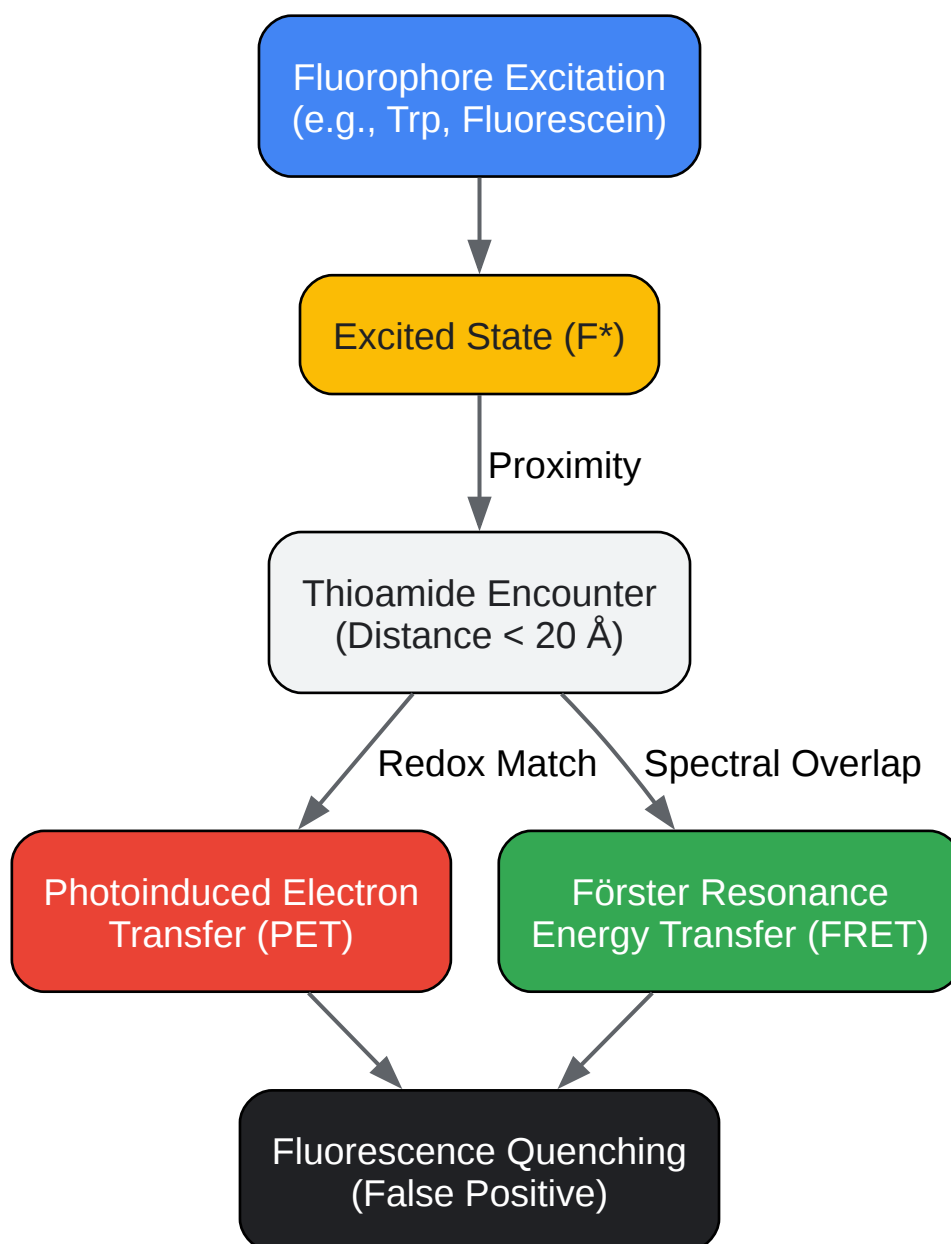 Fluorophore Excitation
(e.g., Trp, Fluorescein)
Excited State (F*)
Proximity
Thioamide Encounter
(Distance < 20 Å)
Redox Match
Spectral Overlap
Photoinduced Electron
Transfer (PET)
Förster Resonance
Energy Transfer (FRET)
Fluorescence Quenching
(False Positive)